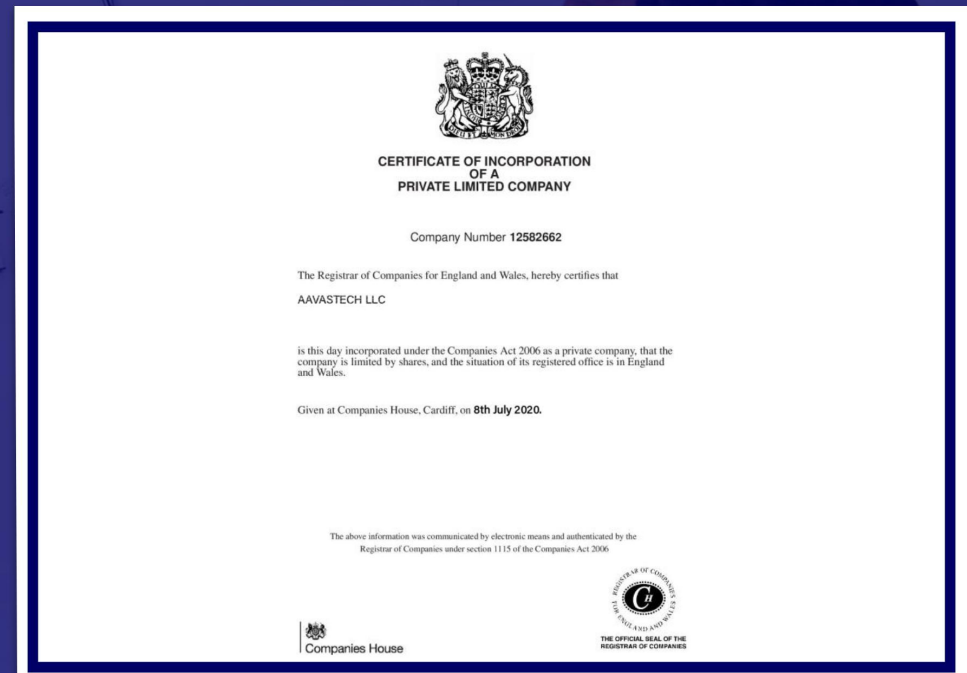 CERTIFICATE OF INCORPORATION
OF A
PRIVATE LIMITED COMPANY
Company Number 12582662
The Registrar of Companies for England and Wales, hereby certifies that
AAVASTECH LLC
is this day incorporated under the Companies Act 2006 as a private company, that the
company is limited by shares, and the situation of its registered office is in England
and Wales.
Given at Companies House, Cardiff, on 8th July 2020.
The above information was communicated by electronic means and authenticated by the
Registrar of Companies under section 1115 of the Companies Act 2006
REGISTRAR OF COMPANIES
FOR ENGLAND AND WALES
CH
THE OFFICIAL SEAL OF THE
REGISTRAR OF COMPANIES
Companies House